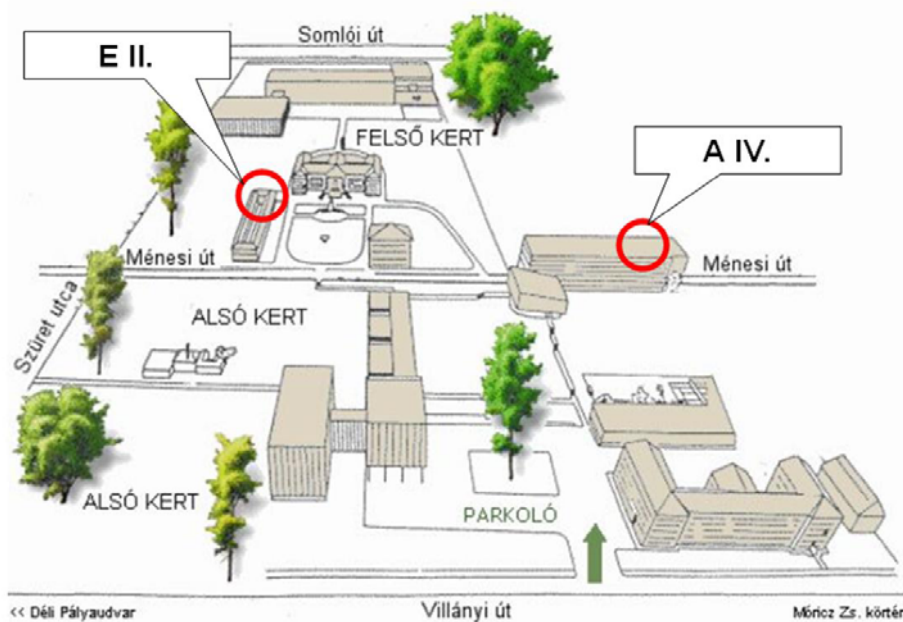 Somlói út
E II.
FELSŐ KERT
A IV.
Ménesi út
Ménesi út
Szüret utca
ALSÓ KERT
ALSÓ KERT
PARKOLÓ
<< Déli Pályaudvar
Villányi út
Móricz Zs. körtér